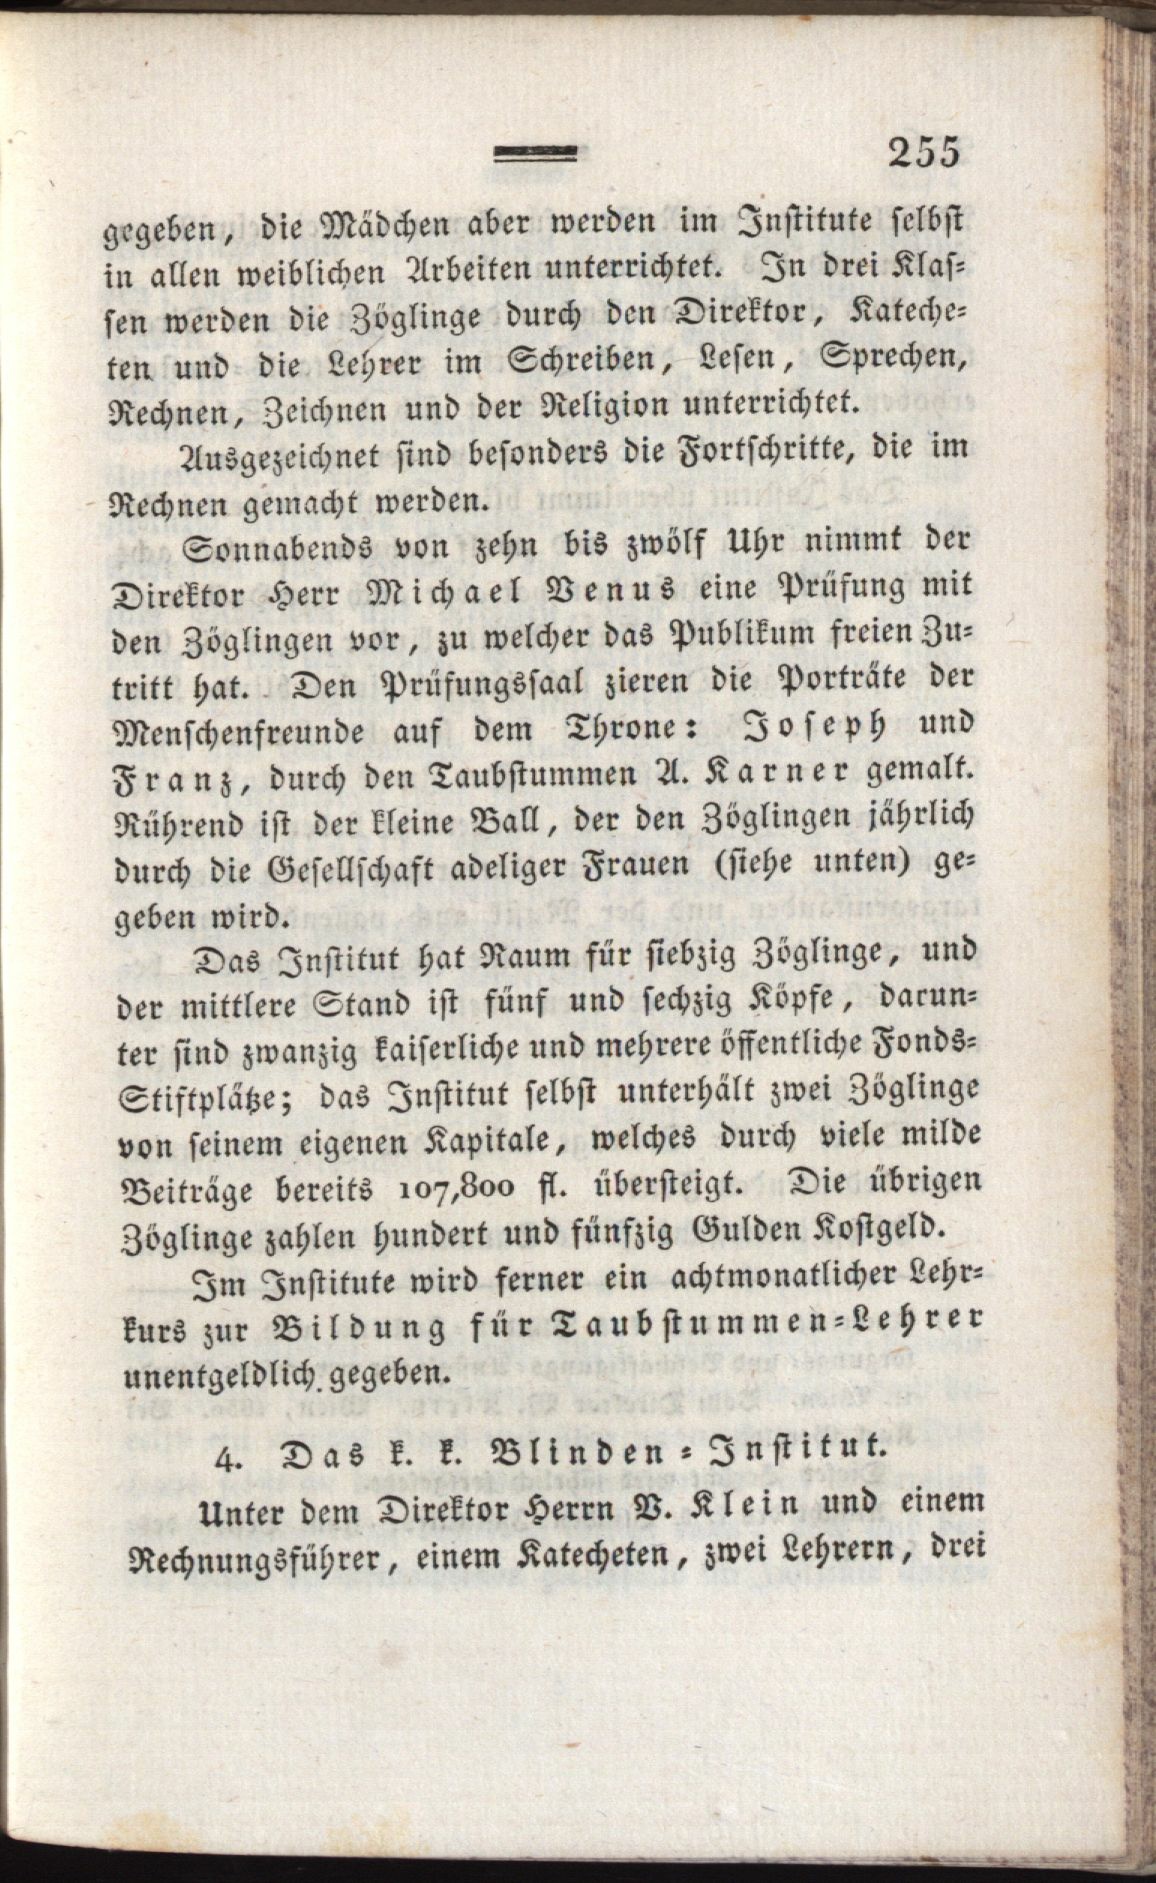 255
gegeben, die Mädchen aber werden im Institute selbst
in allen weiblichen Arbeiten unterrichtet. In drei Klas-
sen werden die Zöglinge durch den Direktor, Kateche-
ten und die Lehrer im Schreiben, Lesen, Sprechen,
Rechnen, Zeichnen und der Religion unterrichtet.
Ausgezeichnet sind besonders die Fortschritte, die im
Rechnen gemacht werden.
Sonnabends von zehn bis zwölf Uhr nimmt der
Direktor Herr Michael Venus eine Prüfung mit
den Zöglingen vor, zu welcher das Publikum freien Zu-
tritt hat. Den Prüfungssaal zieren die Porträte der
Menschenfreunde auf dem Throne: Joseph und
Franz, durch den Taubstummen A. Karner gemalt.
Rührend ist der kleine Ball, der den Zöglingen jährlich
durch die Gesellschaft adeliger Frauen (siehe unten) ge-
geben wird.
Das Institut hat Raum für siebzig Zöglinge, und
der mittlere Stand ist fünf und sechzig Köpfe, darun-
ter sind zwanzig kaiserliche und mehrere öffentliche Fonds-
Stiftplätze; das Institut selbst unterhält zwei Zöglinge
von seinem eigenen Kapitale, welches durch viele milde
Beiträge bereits 107,800 fl. übersteigt. Die übrigen
Zöglinge zahlen hundert und fünfzig Gulden Kostgeld.
Im Institute wird ferner ein achtmonatlicher Lehr-
kurs zur Bildung für Taubstummen-Lehrer
unentgeldlich gegeben.
4. Das k. k. Blinden-Institut.
Unter dem Direktor Herrn V. Klein und einem
Rechnungsführer, einem Katecheten, zwei Lehrern, drei